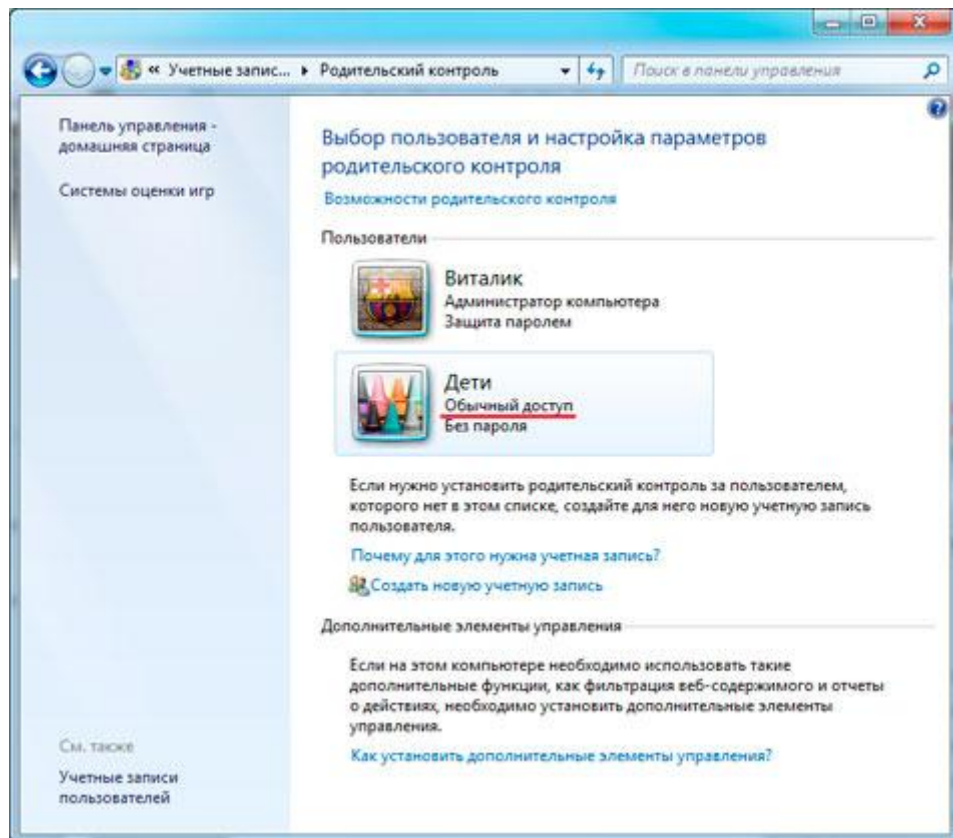 « Учетные запис... ▸ Родительский контроль
Поиск в панели управления
Панель управления -
домашняя страница
Системы оценки игр
Выбор пользователя и настройка параметров
родительского контроля
Возможности родительского контроля
Пользователи
Виталик
Администратор компьютера
Защита паролем
Дети
Обычный доступ
Без пароля
Если нужно установить родительский контроль за пользователем,
которого нет в этом списке, создайте для него новую учетную запись
пользователя.
Почему для этого нужна учетная запись?
Создать новую учетную запись
Дополнительные элементы управления
Если на этом компьютере необходимо использовать такие
дополнительные функции, как фильтрация веб-содержимого и отчеты
о действиях, необходимо установить дополнительные элементы
управления.
Как установить дополнительные элементы управления?
См. также
Учетные записи
пользователей